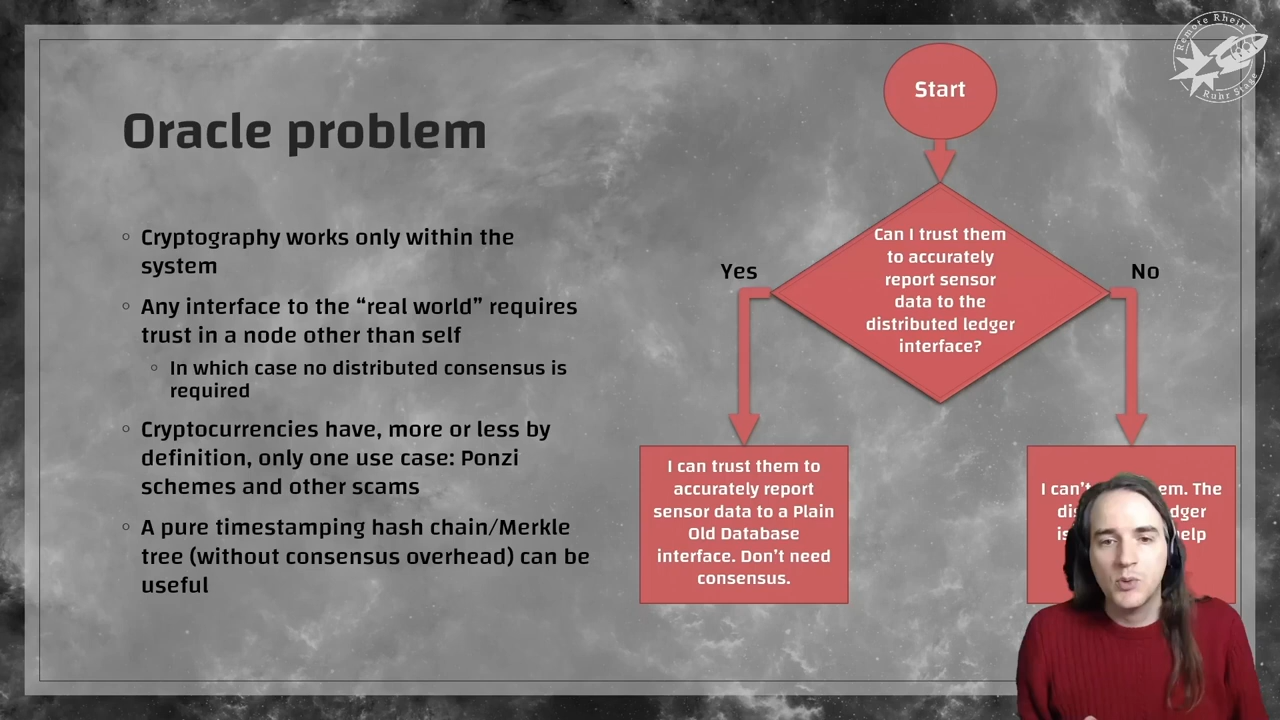 Remote Rhein
Ruhr Stage
Oracle problem
Cryptography works only within the
system
Any interface to the “real world” requires
trust in a node other than self
In which case no distributed consensus is
required
Cryptocurrencies have, more or less by
definition, only one use case: Ponzi
schemes and other scams
A pure timestamping hash chain/Merkle
tree (without consensus overhead) can be
useful
Start
Can I trust them
to accurately
report sensor
data to the
distributed ledger
interface?
Yes
No
I can trust them to
accurately report
sensor data to a Plain
Old Database
interface. Don’t need
consensus.
I can’t em. The